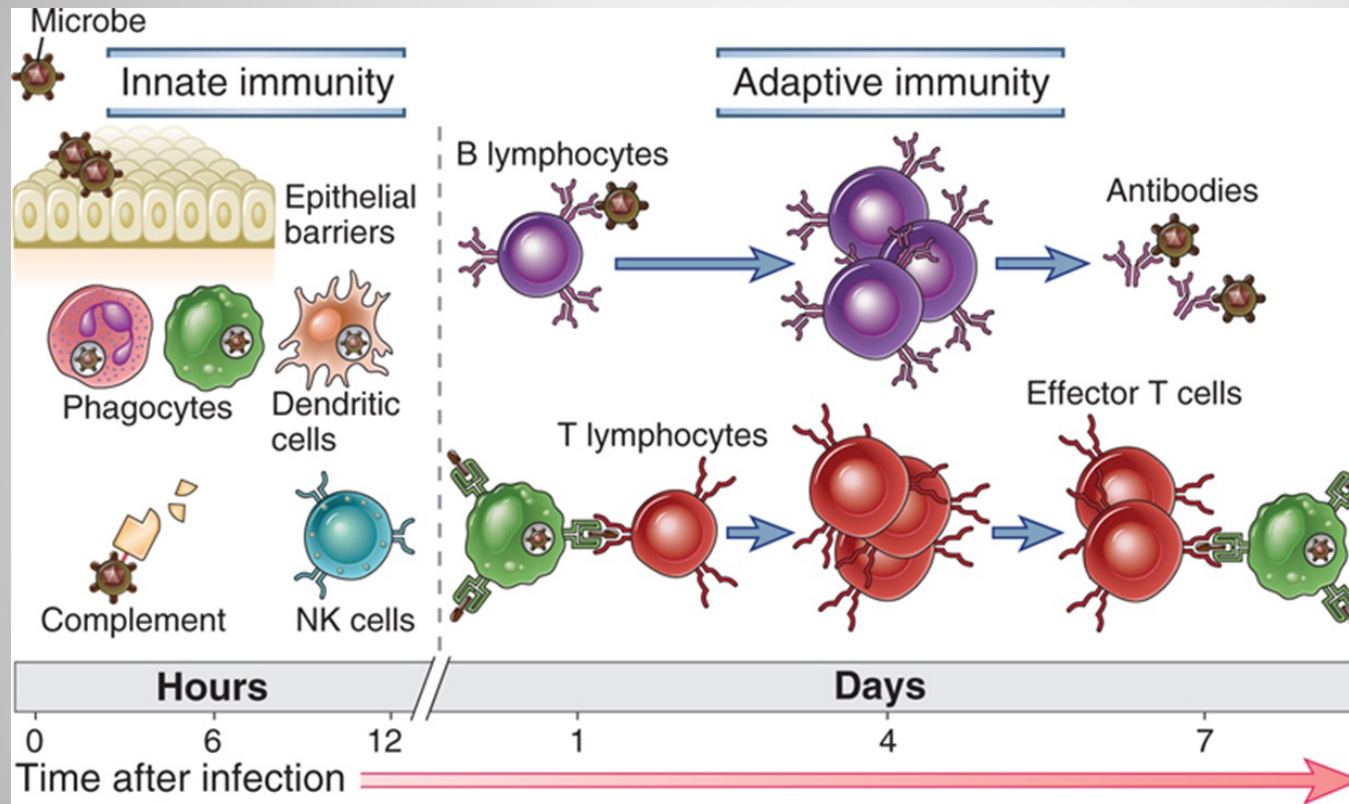 Microbe
Innate immunity
Adaptive immunity
B lymphocytes
Epithelial
barriers
Antibodies
Phagocytes
Dendritic
cells
T lymphocytes
Effector T cells
Complement
NK cells
Hours
Days
0 6 12 1 4 7
Time after infection